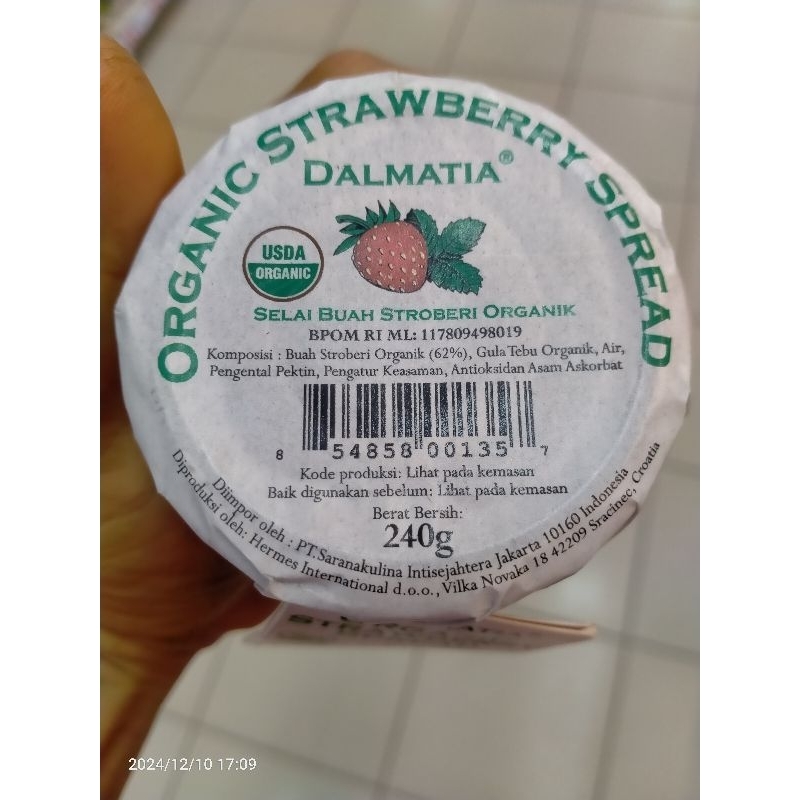 ORGANIC STRAWBERRY SPREAD
DALMATIA®
USDA
ORGANIC
SELAI BUAH STROBERI ORGANIK
BPOM RI ML: 117809498019
Komposisi : Buah Stroberi Organik (62%), Gula Tebu Organik, Air,
Pengental Pektin, Pengatur Keasaman, Antioksidan Asam Askorbat
8 54858 00135 7
Kode produksi: Lihat pada kemasan
Baik digunakan sebelum: Lihat pada kemasan
Berat Bersih:
240g
Diimpor oleh : PT.Saranakulina Intisejahtera Jakarta 10160 Indonesia
Diproduksi oleh: Hermes International d.o.o., Vilka Novaka 18 42209 Sracinec, Croatia
2024/12/10 17:09